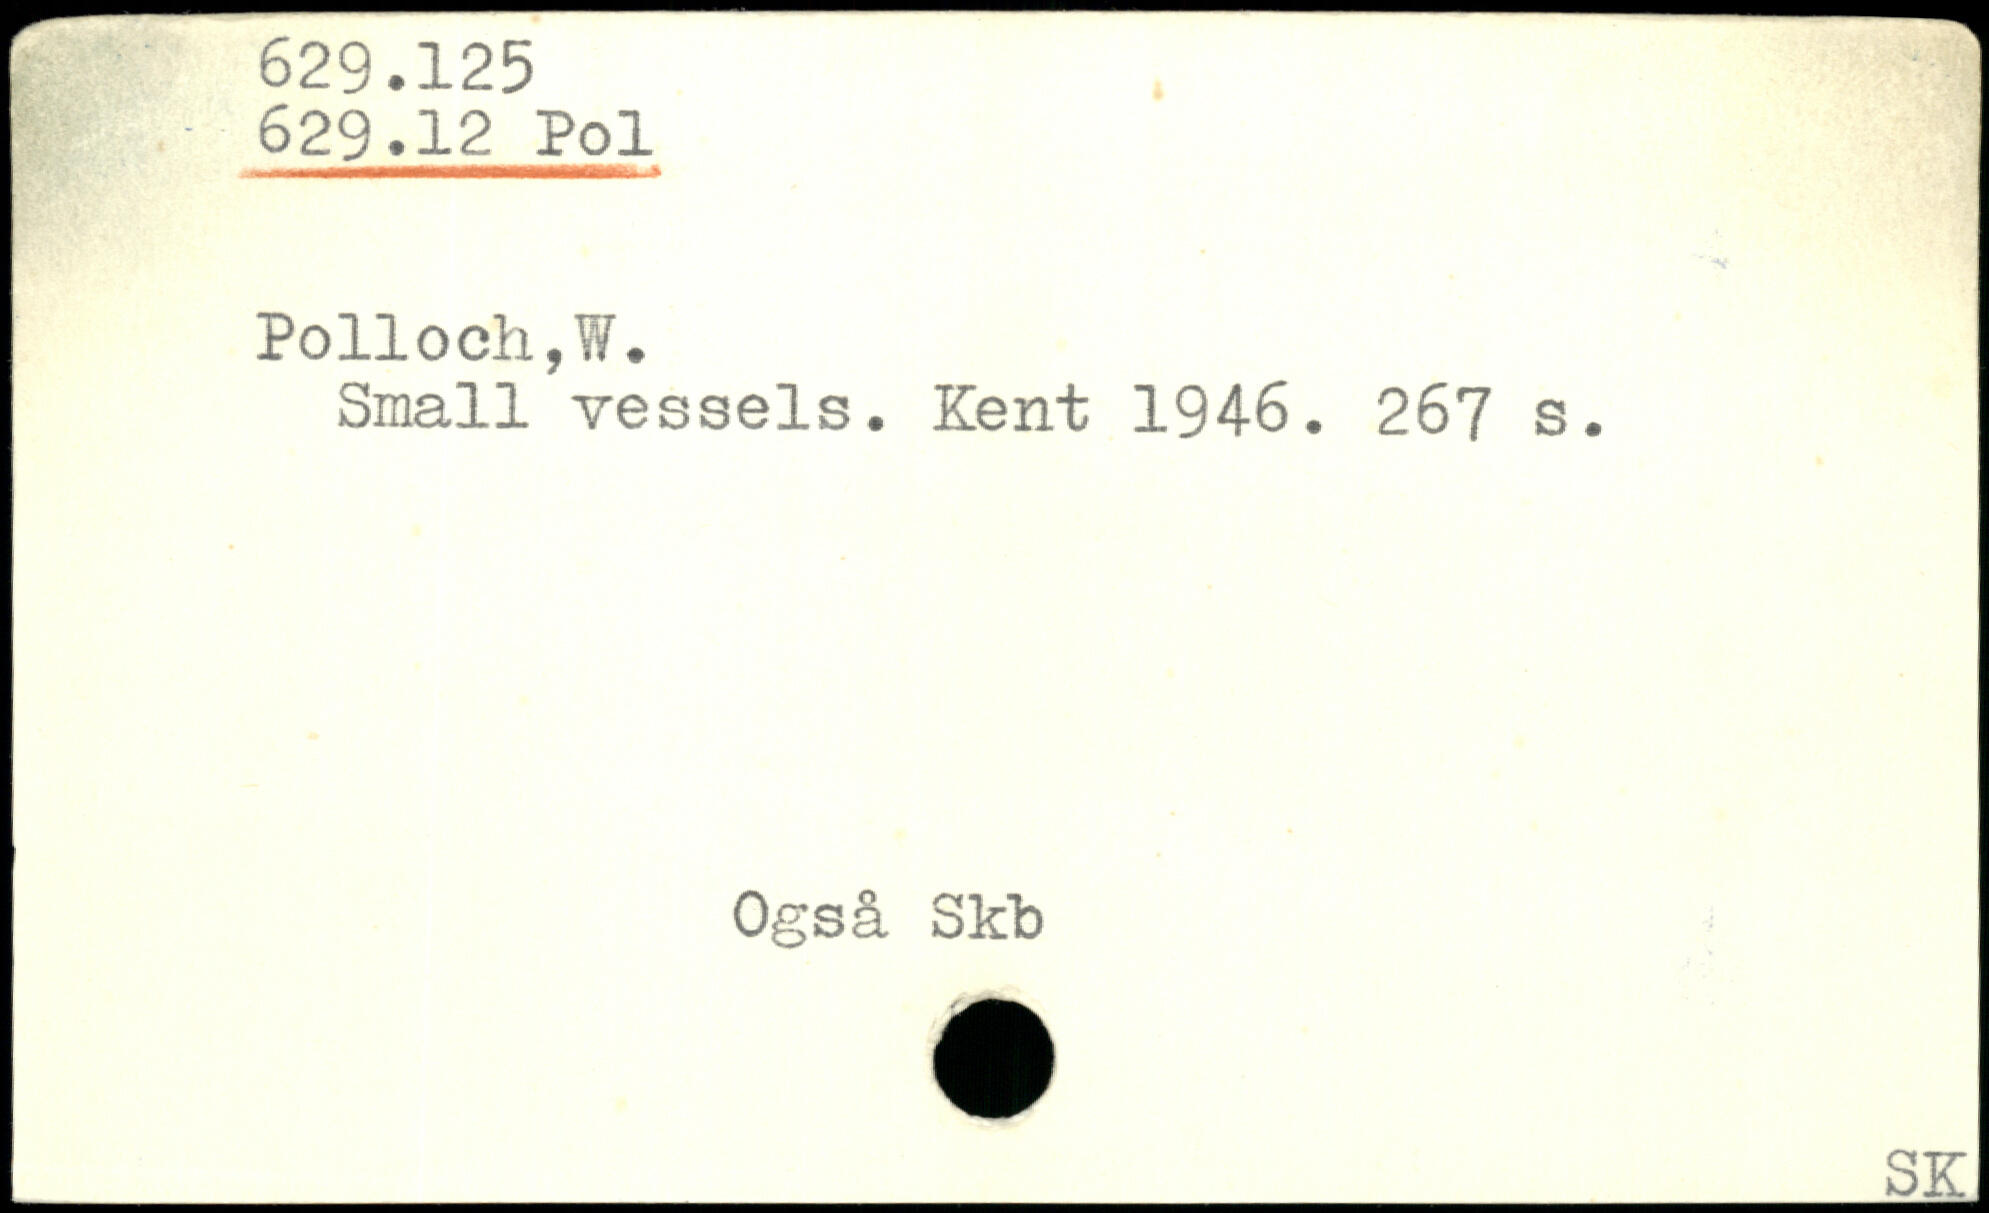 629.125
629.12 Pol
Polloch,W.
Small vessels. Kent 1946. 267 s.
Også Skb
SK